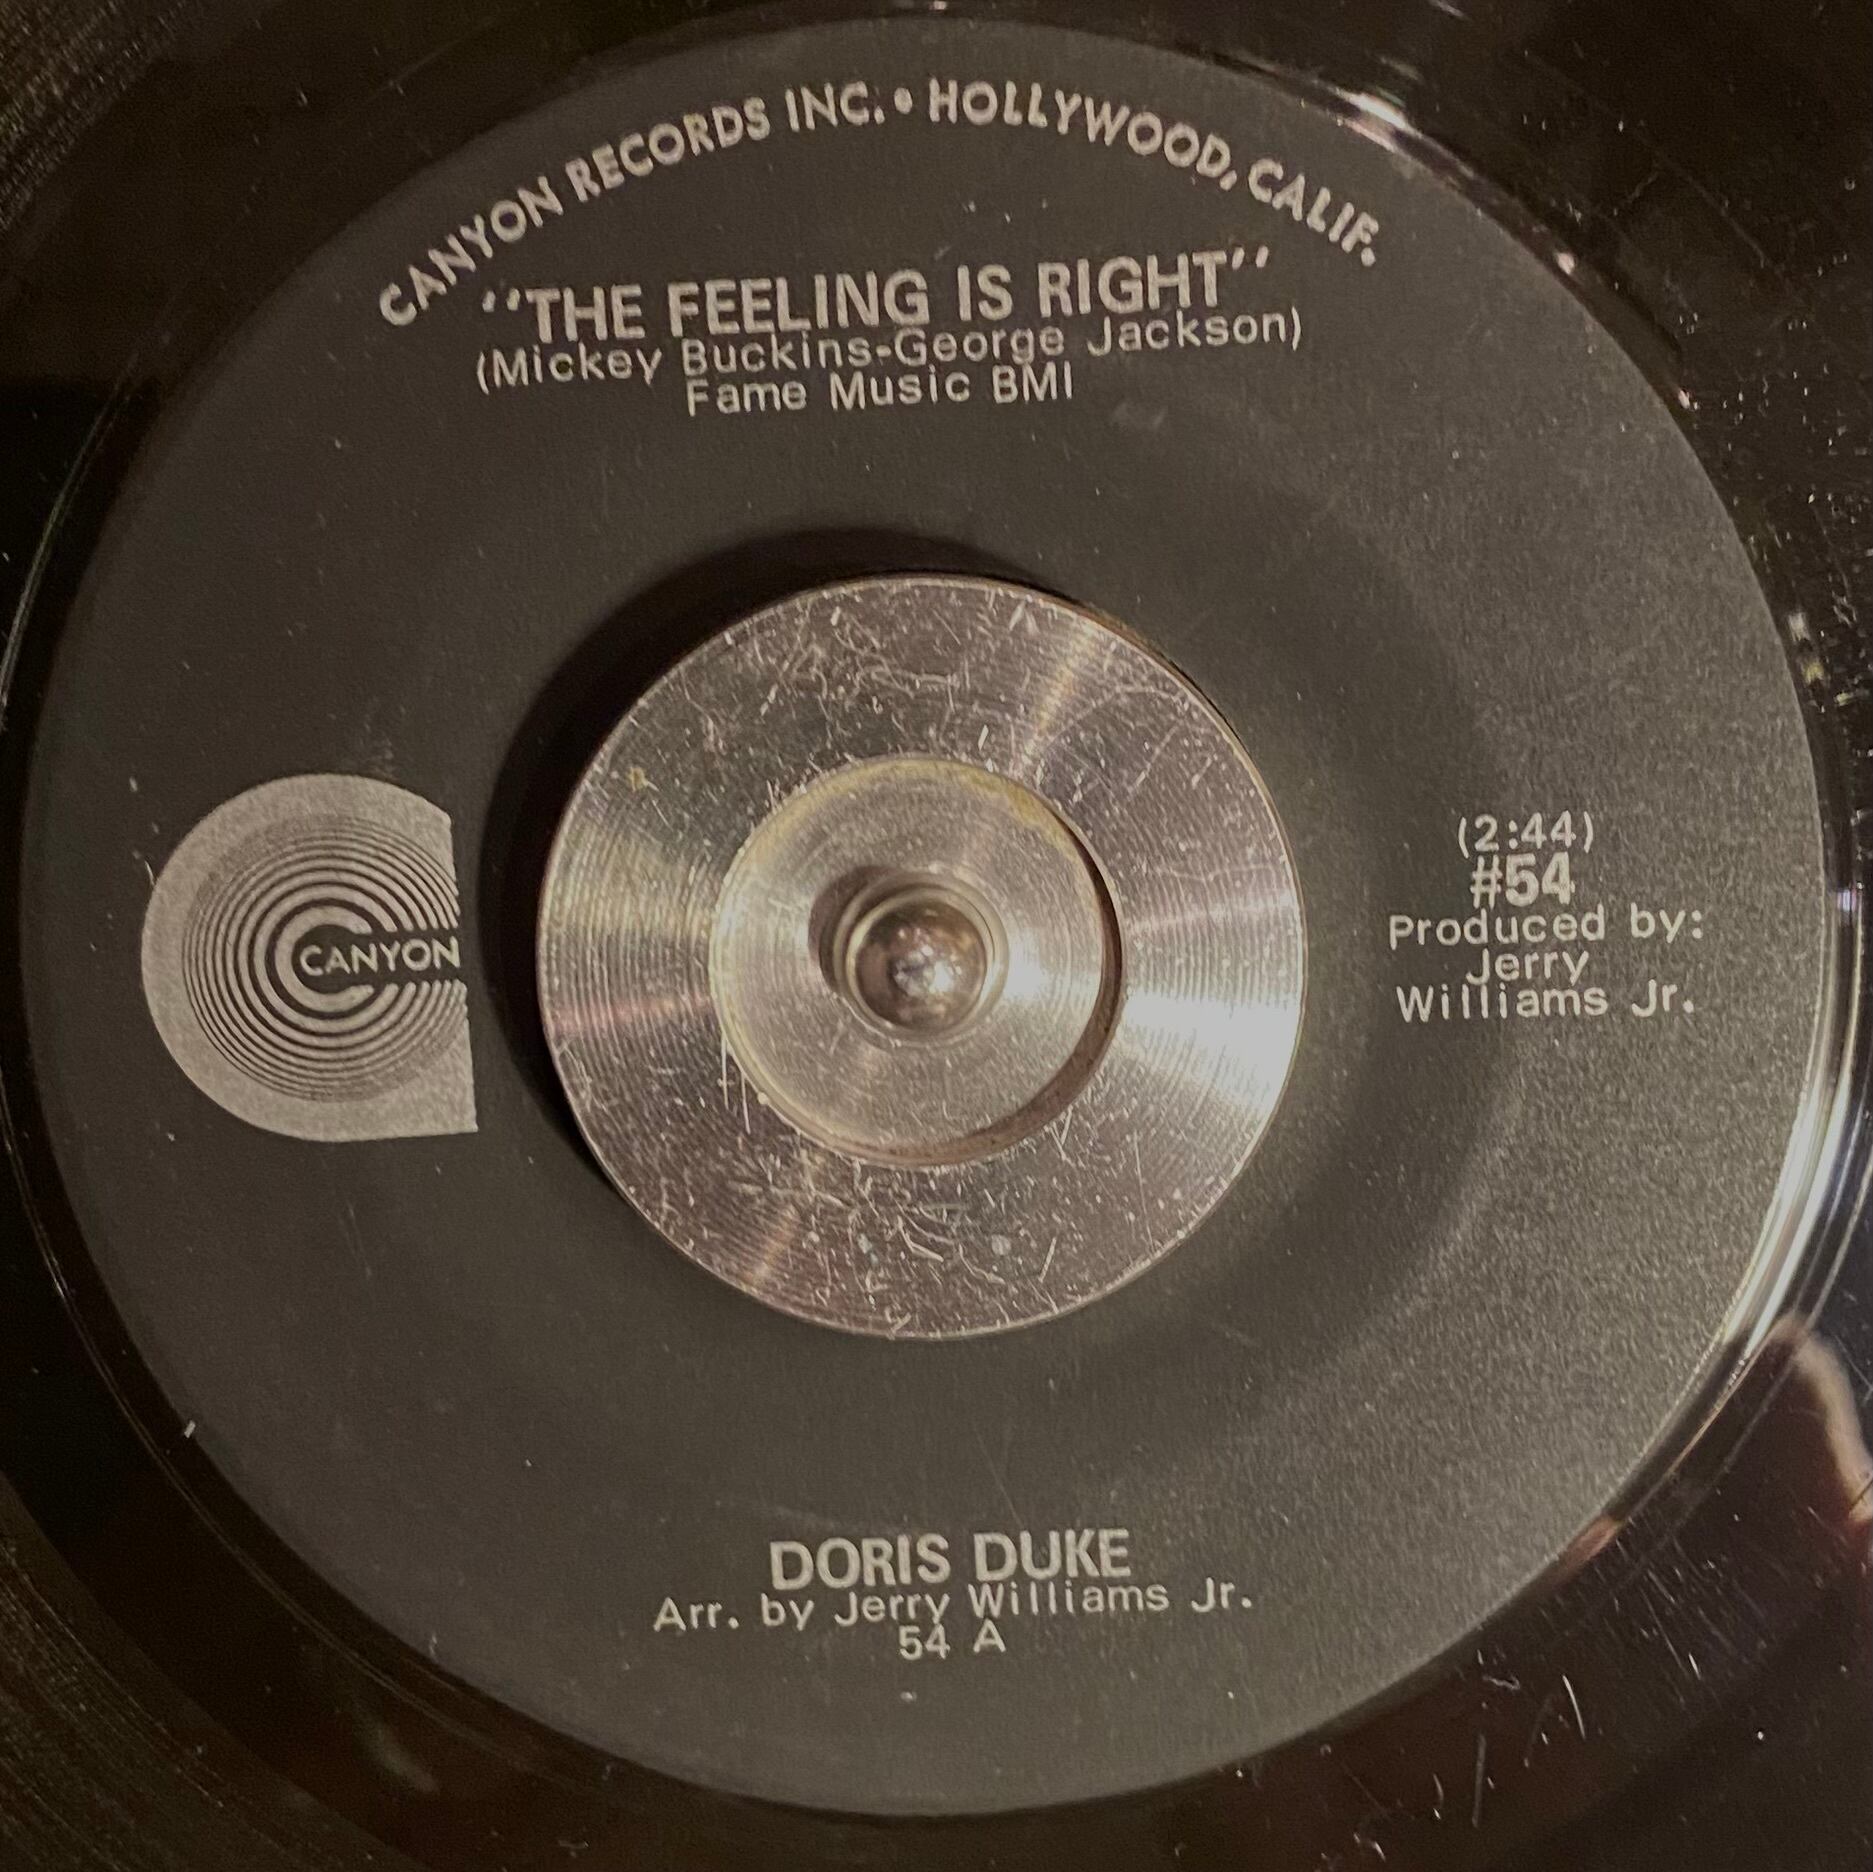 CANYON RECORDS INC. • HOLLYWOOD, CALIF.
"THE FEELING IS RIGHT"
(Mickey Buckins-George Jackson)
Fame Music BMI
CANYON
(2:44)
#54
Produced by:
Jerry
Williams Jr.
DORIS DUKE
Arr. by Jerry Williams Jr.
54 A